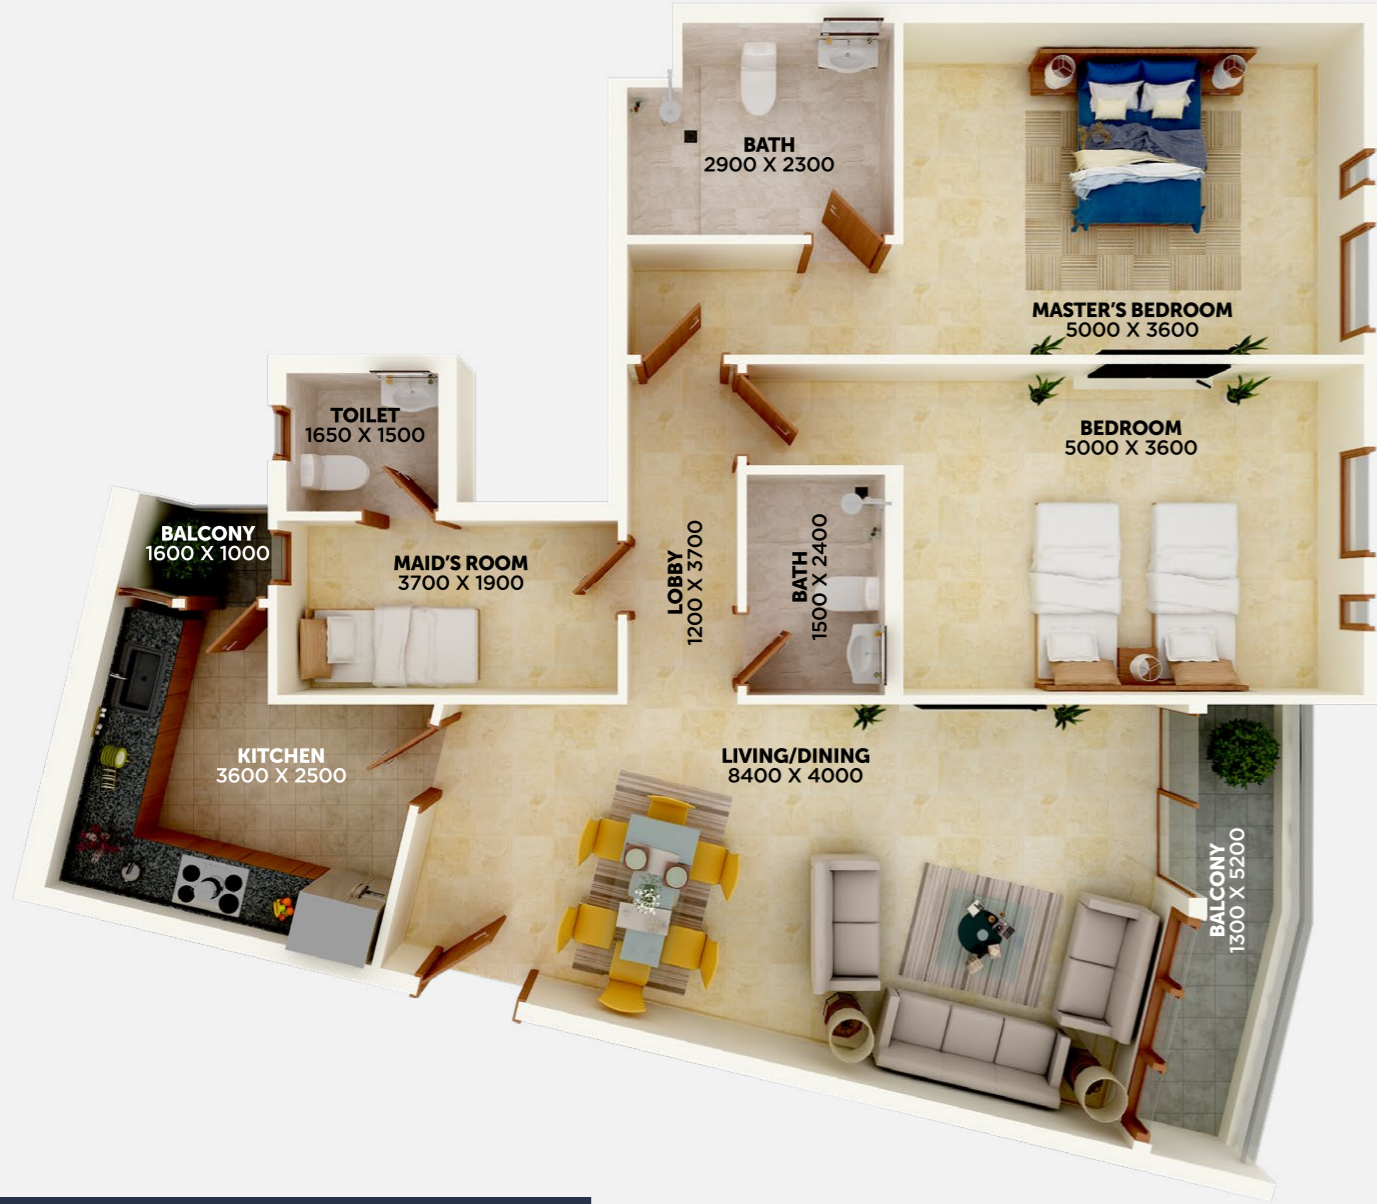 BATH
2900 X 2300
MASTER'S BEDROOM
5000 X 3600
TOILET
1650 X 1500
BEDROOM
5000 X 3600
BALCONY
1600 X 1000
MAID'S ROOM
3700 X 1900
LOBBY
1200 X 3700
BATH
1500 X 2400
KITCHEN
3600 X 2500
LIVING/DINING
8400 X 4000
BALCONY
1300 X 5200